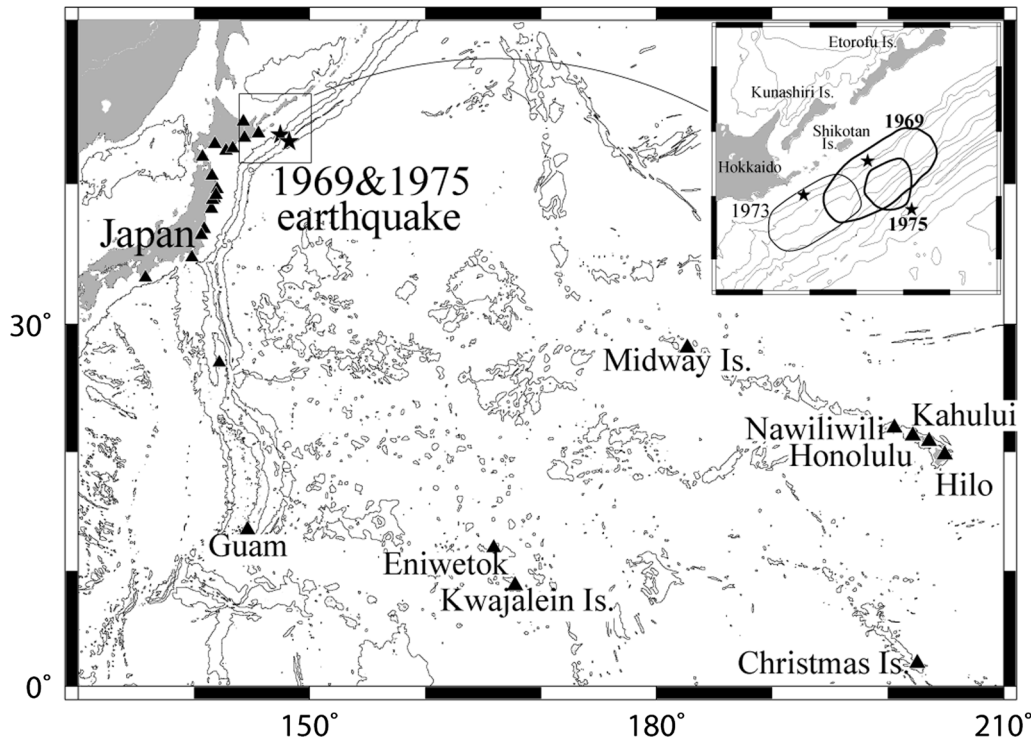 Etorofu Is.
Kunashiri Is.
1969
Shikotan
Is.
Hokkaido
1973
1975
1969&1975
earthquake
Japan
30°
Midway Is.
Kahului
Nawiliwili
Honolulu
Hilo
Guam
Eniwetok
Kwajalein Is.
Christmas Is.
0°
150°
180°
210°